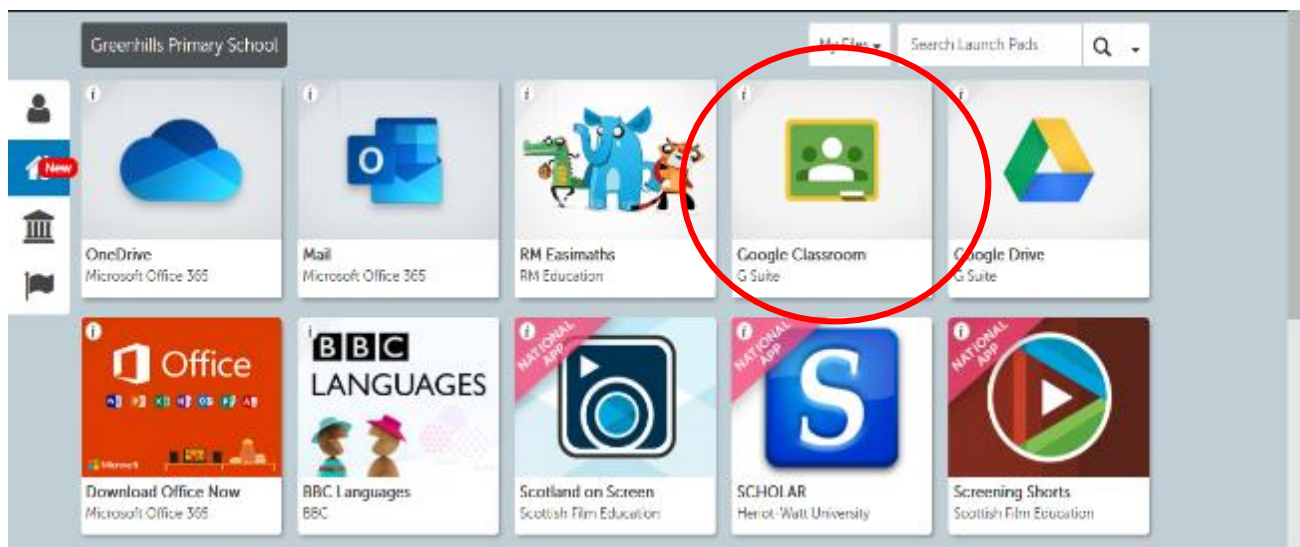 Greenhills Primary School
My Files
Search Launch Pads
New
OneDrive
Microsoft Office 365
Mail
Microsoft Office 365
RM Easimaths
RM Education
Google Classroom
G Suite
Google Drive
G Suite
Office
Microsoft
Download Office Now
Microsoft Office 365
BBC
LANGUAGES
BBC Languages
BBC
NATIONAL
APP
Scotland on Screen
Scottish Film Education
NATIONAL
APP
S
SCHOLAR
Heriot-Watt University
NATIONAL
APP
Screening Shorts
Scottish Film Education